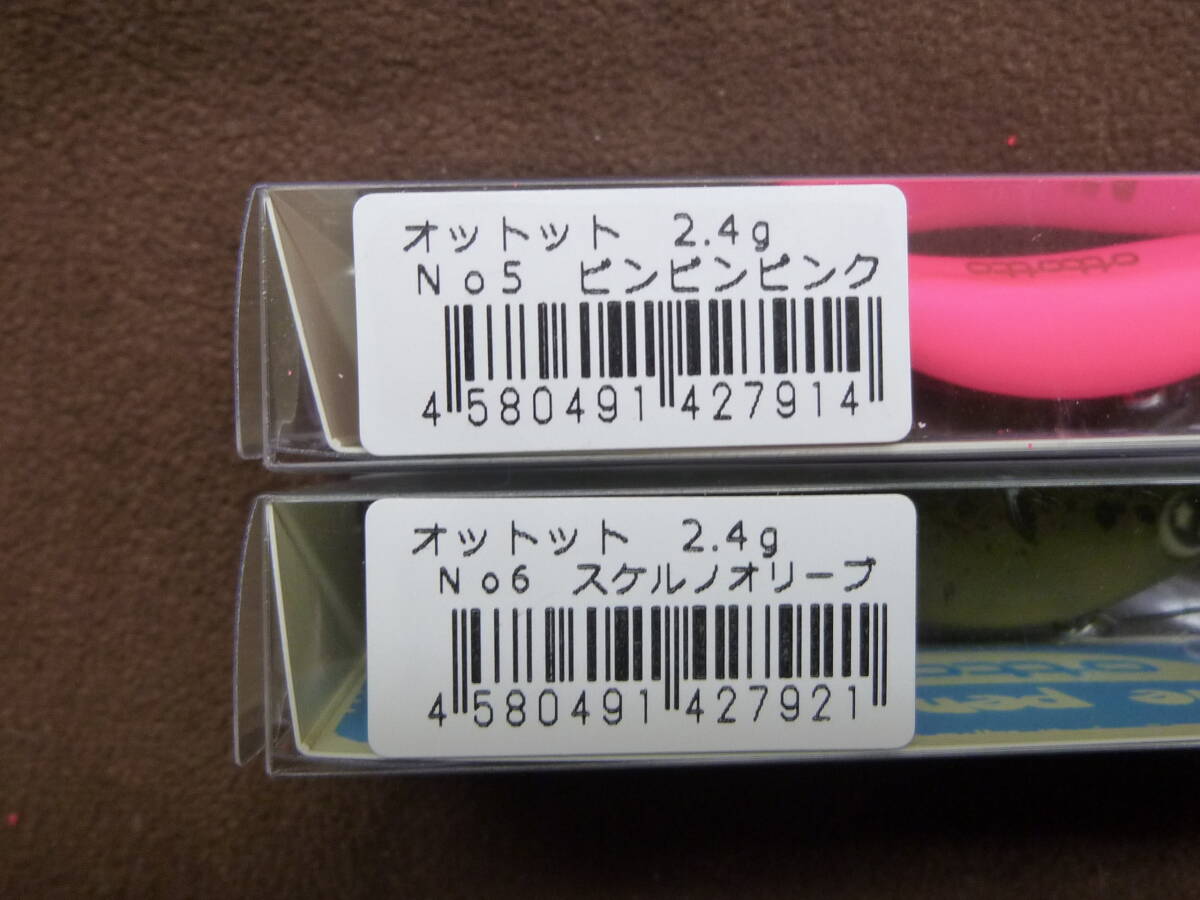 オットット 2.4g
No5 ピンピンピンク
4 580491 427914
ottotto
オットット 2.4g
No6 スケルノオリーブ
4 580491 427921